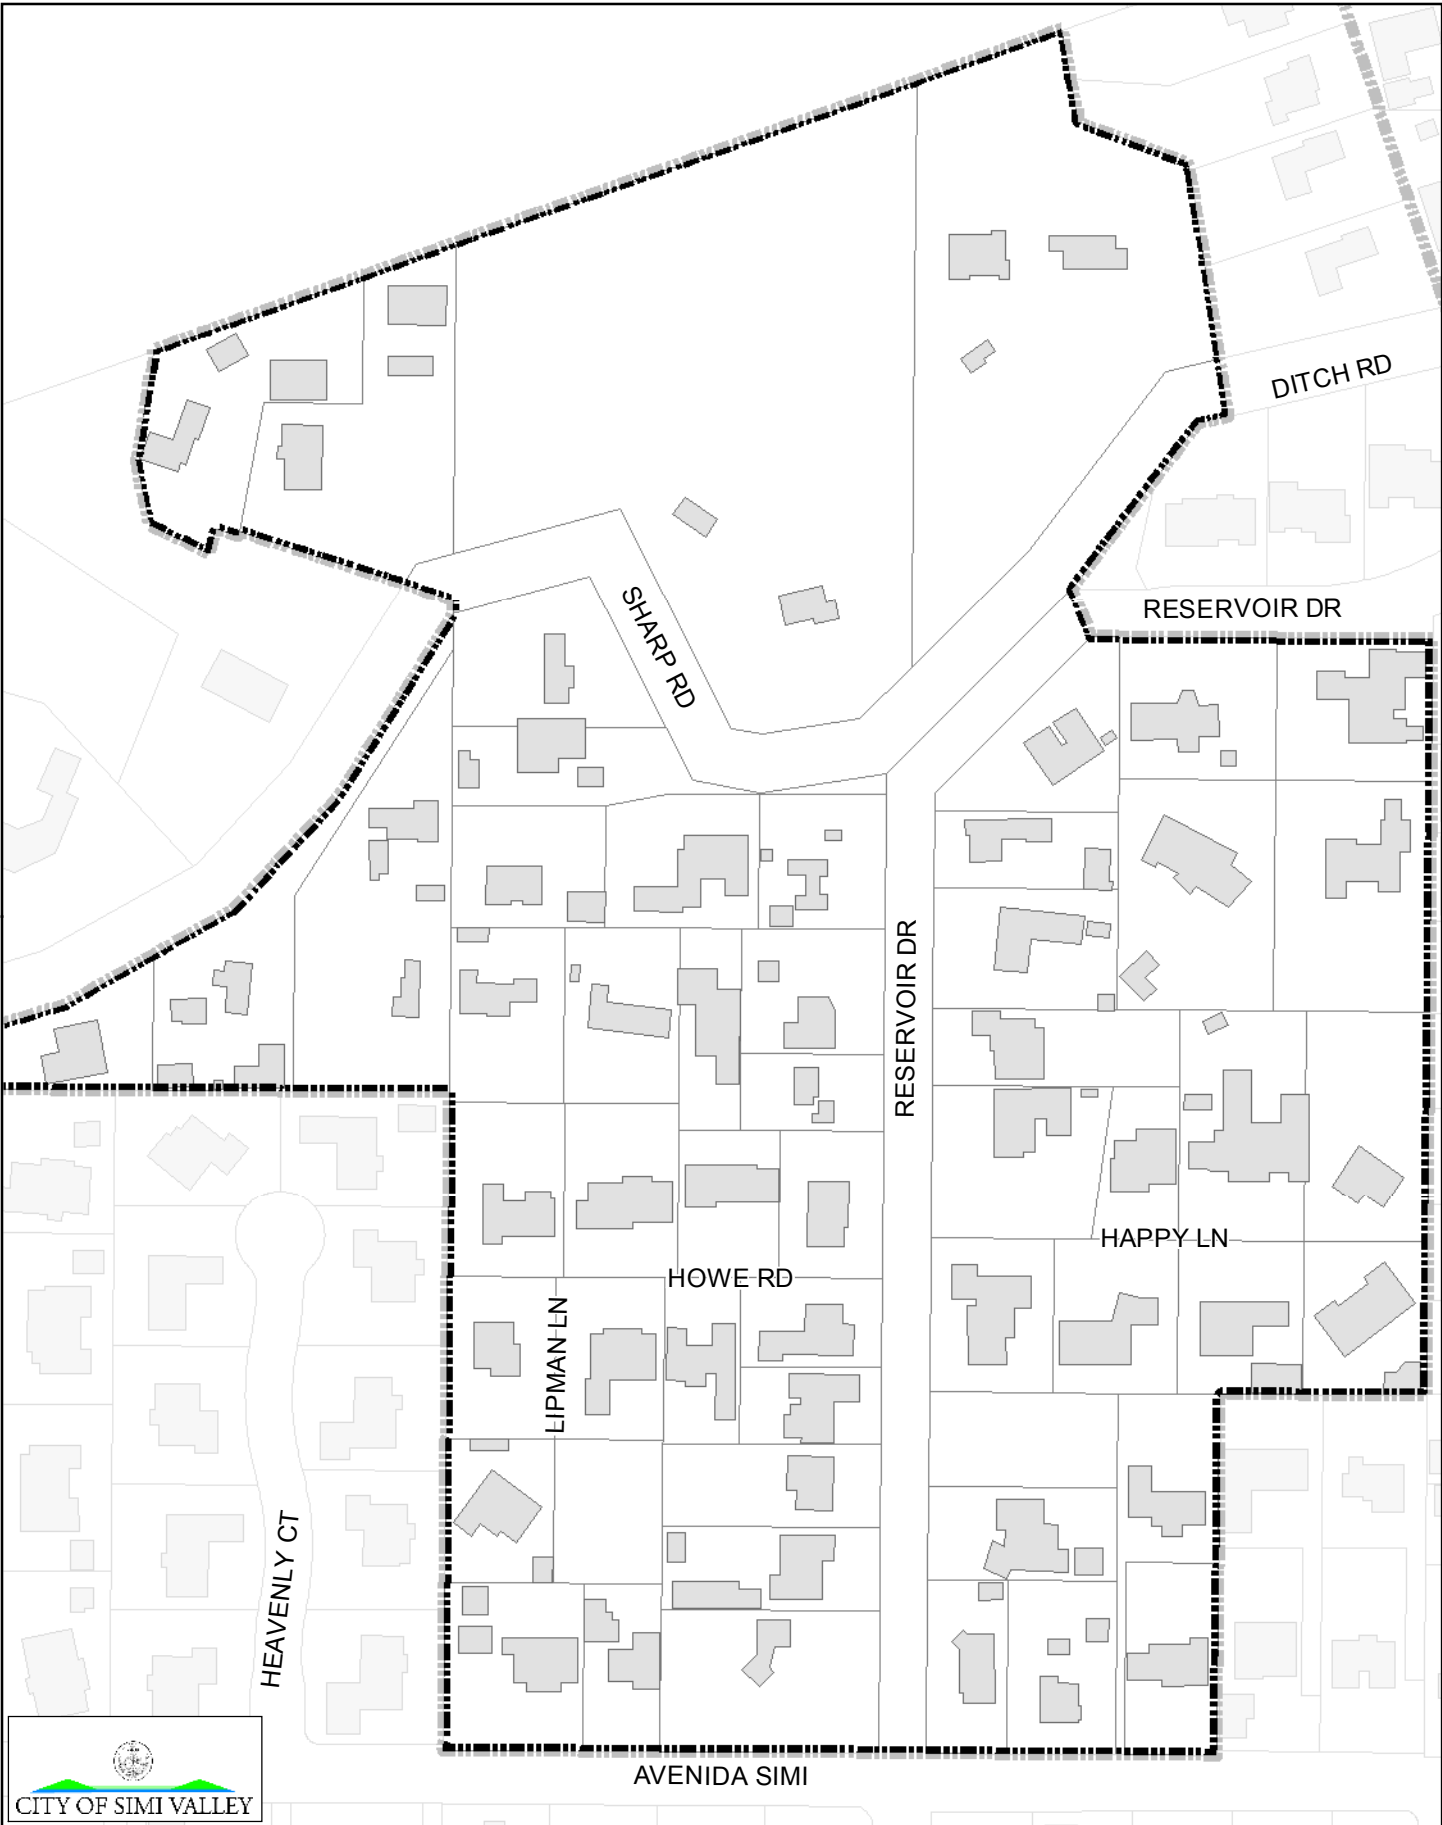 DITCH RD
RESERVOIR DR
SHARP RD
RESERVOIR DR
HAPPY LN
HOWE RD
LIPMAN LN
HEAVENLY CT
AVENIDA SIMI
CITY OF SIMI VALLEY